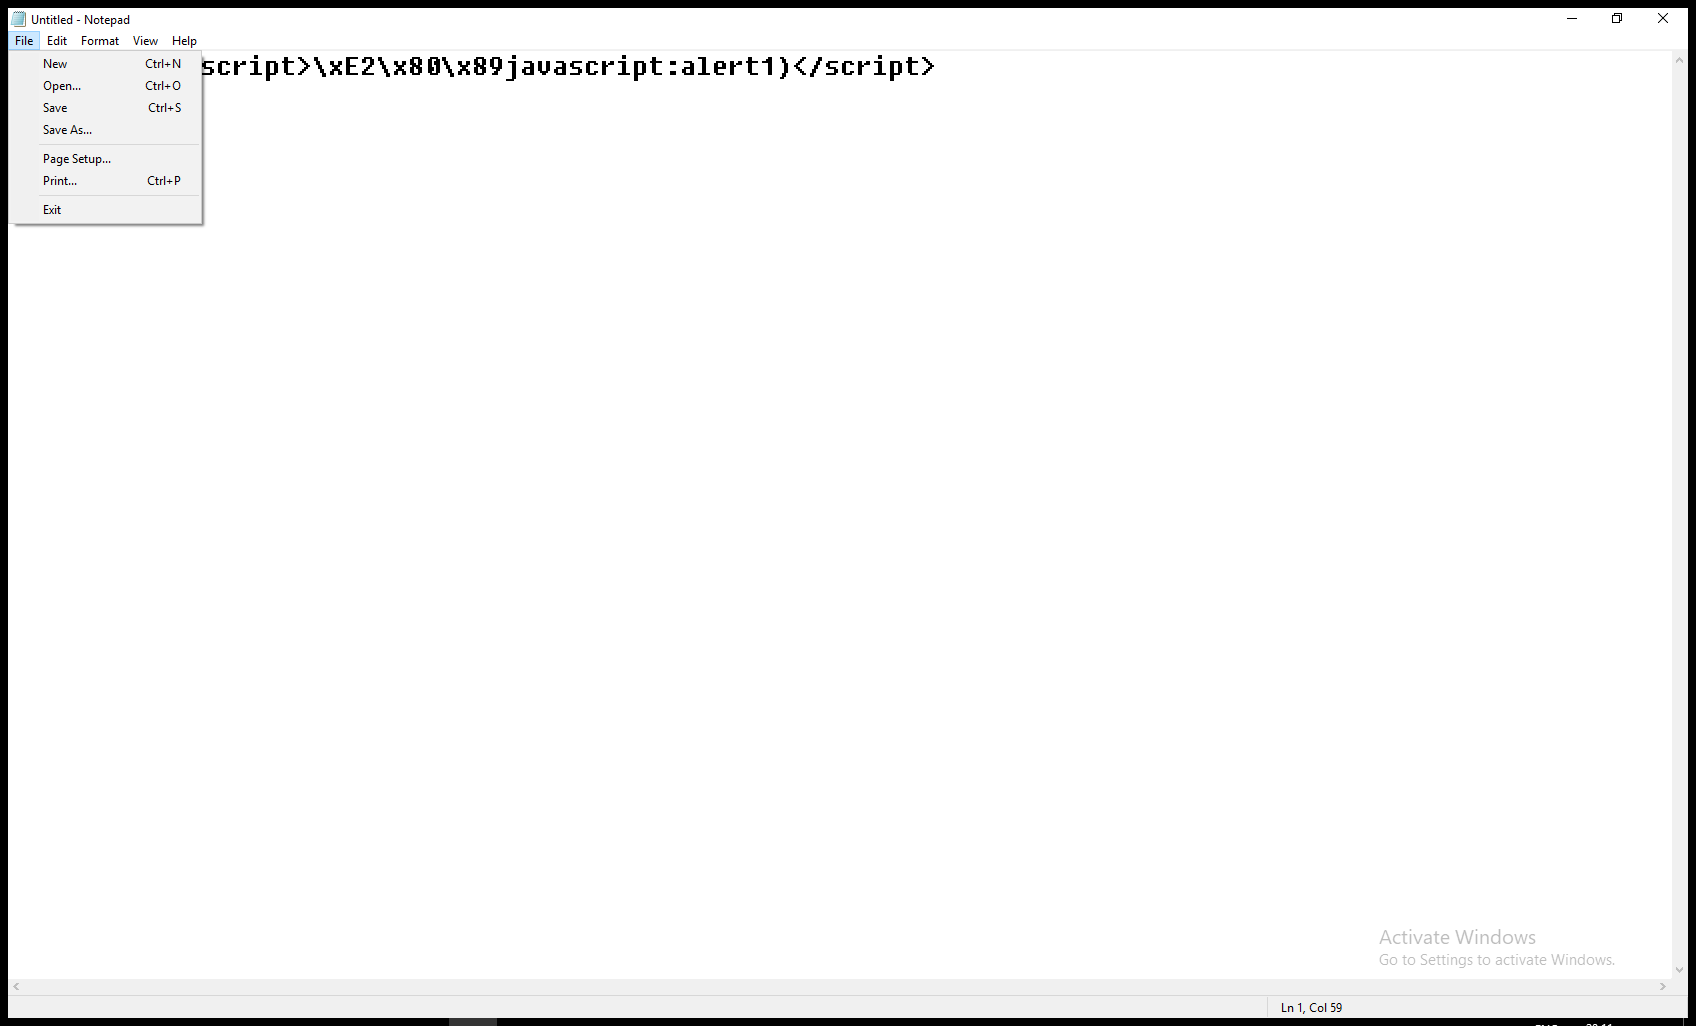 Untitled - Notepad
File Edit Format View Help
script>\xE2\x80\x89javascript:alert1)</script>
New Ctrl+N
Open... Ctrl+O
Save Ctrl+S
Save As...
Page Setup...
Print... Ctrl+P
Exit
Activate Windows
Go to Settings to activate Windows.
Ln 1, Col 59